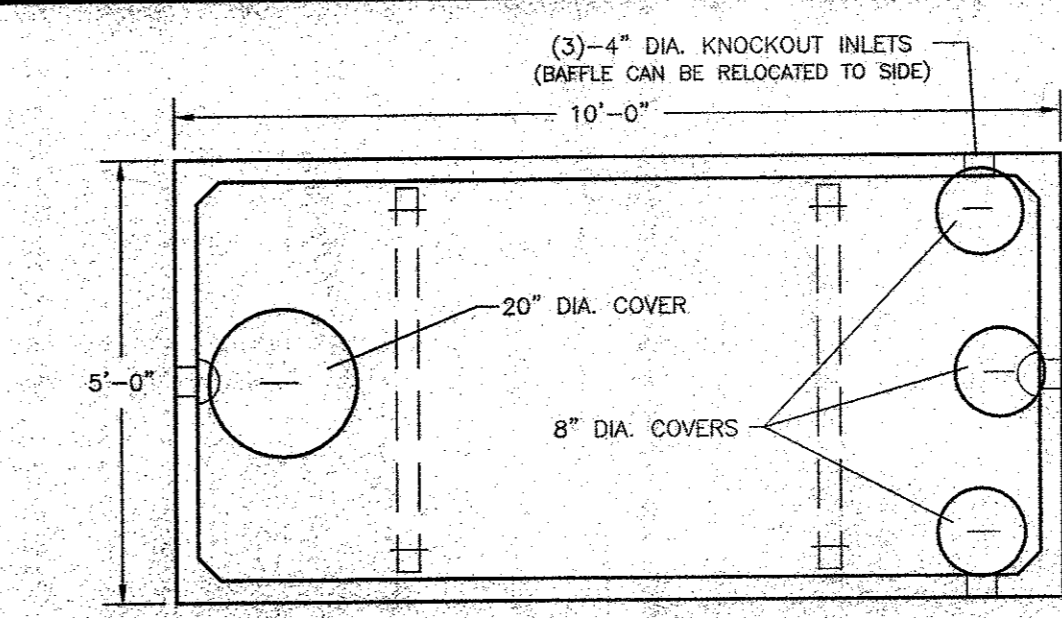 (3)-4" DIA. KNOCKOUT INLETS
(BAFFLE CAN BE RELOCATED TO SIDE)
10'-0"
20" DIA. COVER
5'-0"
8" DIA. COVERS